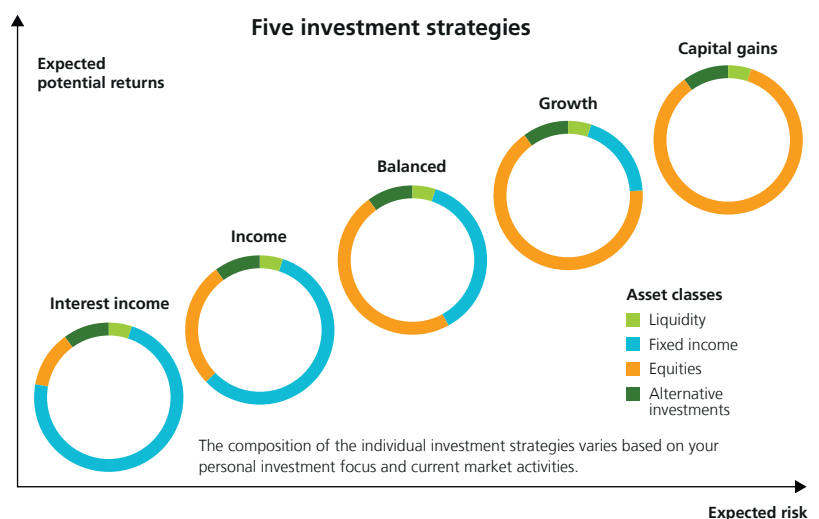 Five investment strategies
Expected
potential returns
Capital gains
Growth
Balanced
Income
Interest income
Asset classes
Liquidity
Fixed income
Equities
Alternative
investments
The composition of the individual investment strategies varies based on your
personal investment focus and current market activities.
Expected risk